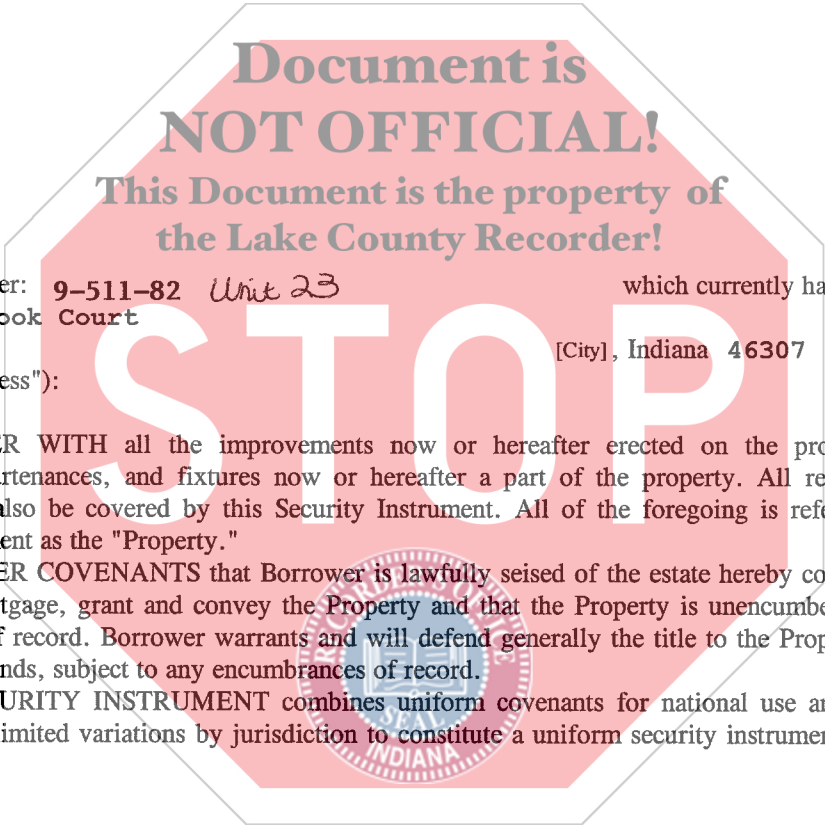 Document is
NOT OFFICIAL!
This Document is the property of
the Lake County Recorder!
er: 9-511-82 Unit 23 which currently ha
ook Court
[City], Indiana 46307
ess"):
STOP
ER WITH all the improvements now or hereafter erected on the pro
rtenances, and fixtures now or hereafter a part of the property. All re
also be covered by this Security Instrument. All of the foregoing is refe
ent as the "Property."
ER COVENANTS that Borrower is lawfully seised of the estate hereby co
tgage, grant and convey the Property and that the Property is unencumbe
f record. Borrower warrants and will defend generally the title to the Prop
nds, subject to any encumbrances of record.
URITY INSTRUMENT combines uniform covenants for national use an
imited variations by jurisdiction to constitute a uniform security instrumen
SEAL
INDIANA